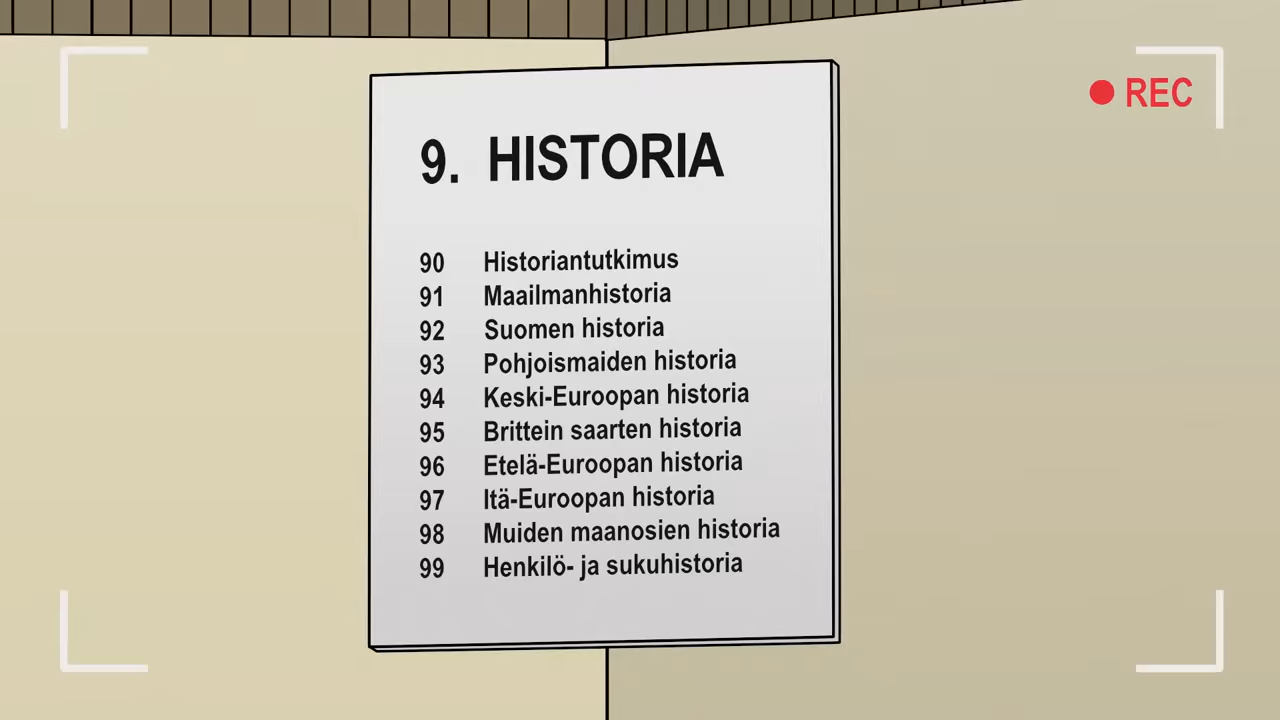 REC
9. HISTORIA
90 Historiantutkimus
91 Maailmanhistoria
92 Suomen historia
93 Pohjoismaiden historia
94 Keski-Euroopan historia
95 Brittein saarten historia
96 Etelä-Euroopan historia
97 Itä-Euroopan historia
98 Muiden maanosien historia
99 Henkilö- ja sukuhistoria